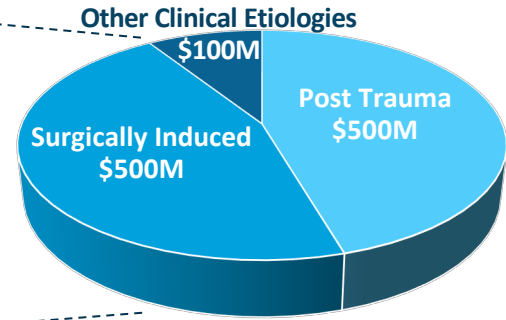 Other Clinical Etiologies
$100M
Post Trauma
$500M
Surgically Induced
$500M